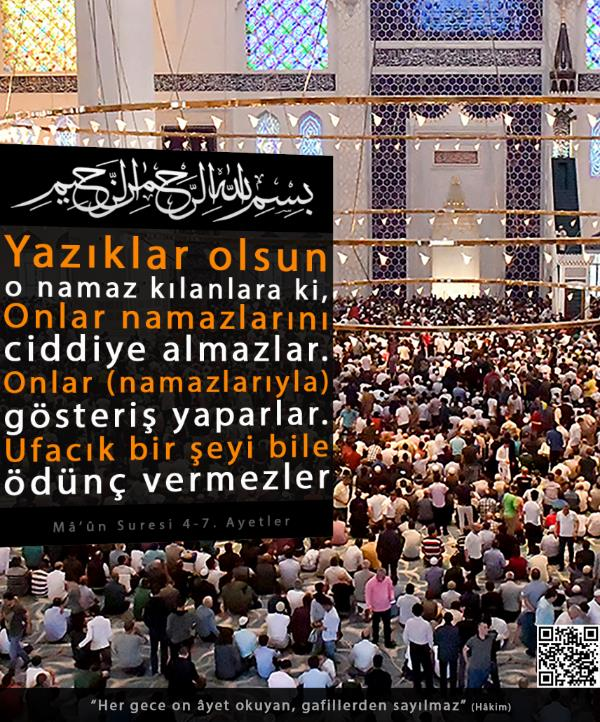 بسم الله الرحمن الرحيم
Yazıklar olsun
o namaz kılanlara ki,
Onlar namazlarını
ciddiye almazlar.
Onlar (namazlarıyla)
gösteriş yaparlar.
Ufacık bir şeyi bile
ödünç vermezler
Mâ’ûn Suresi 4-7. Ayetler
“Her gece on âyet okuyan, gafillerden sayılmaz” (Hâkim)